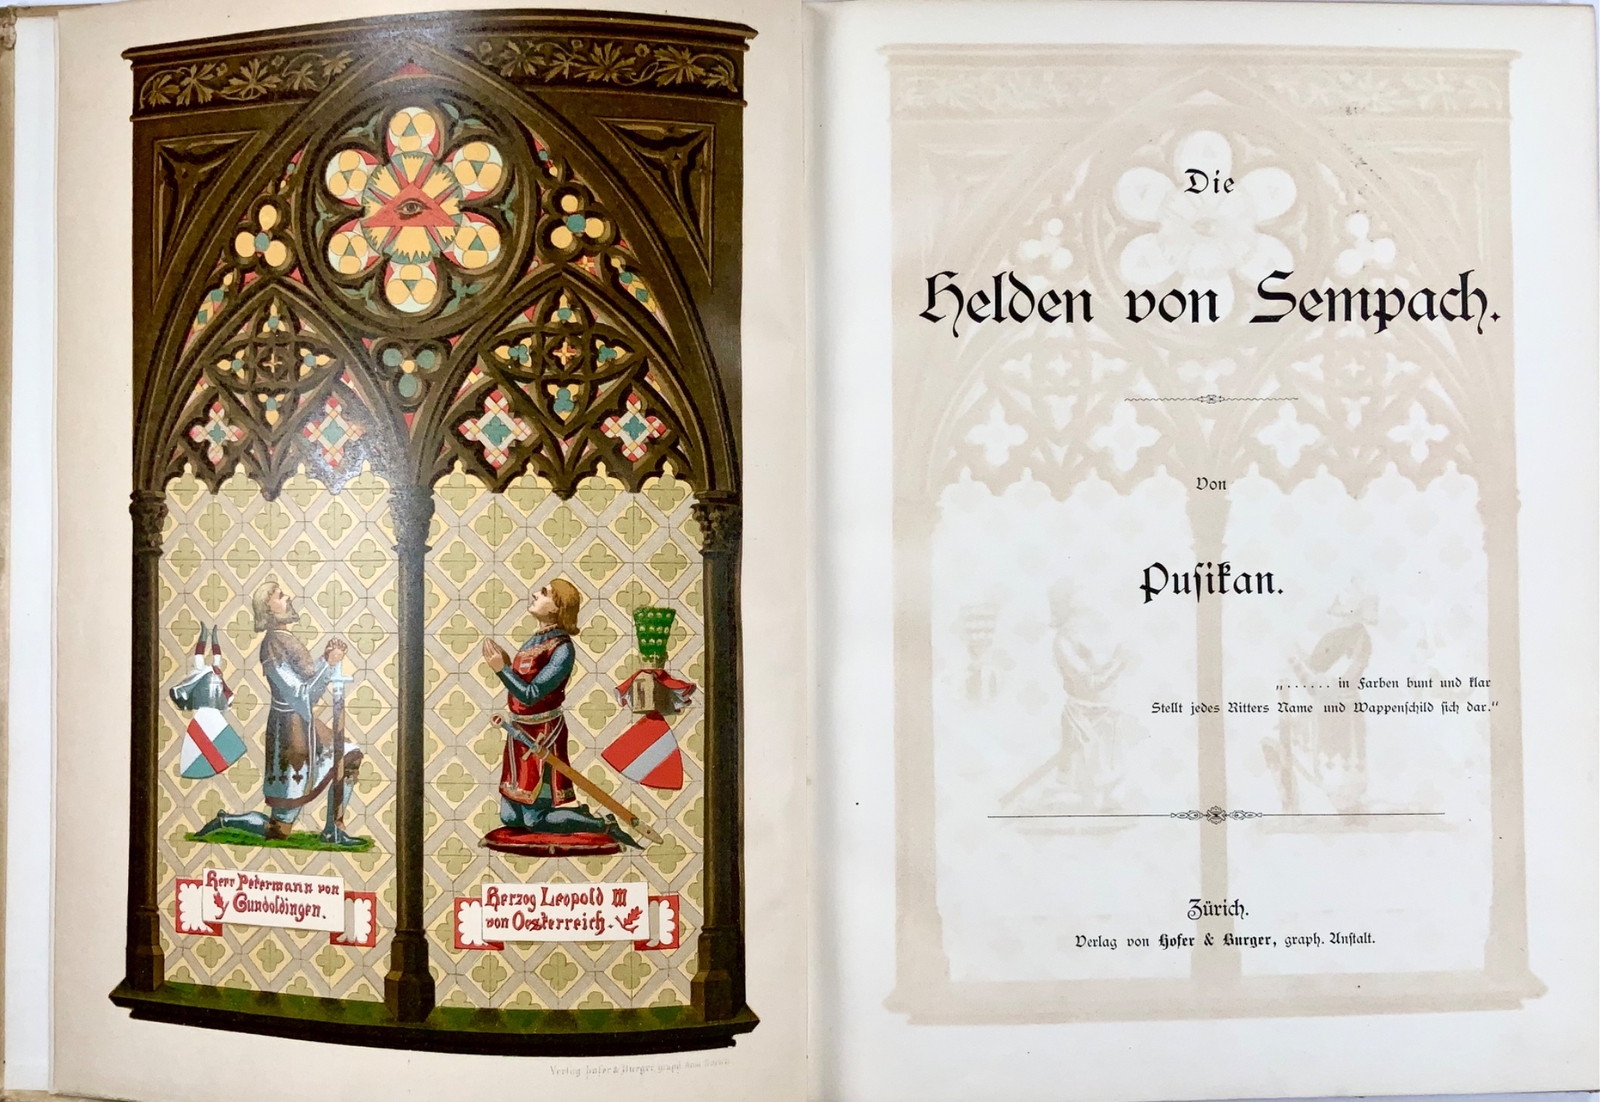 Herr Petermann von
Gundoldingen.
Herzog Leopold III
von Oesterreich.
Verlag Hofer & Burger, graph. Anst. Zürich.
Die
Helden von Sempach.
Von
Pusikan.
„...... in Farben bunt und klar
Stellt jedes Ritters Name und Wappenschild sich dar.“
Zürich.
Verlag von Hofer & Burger, graph. Anstalt.